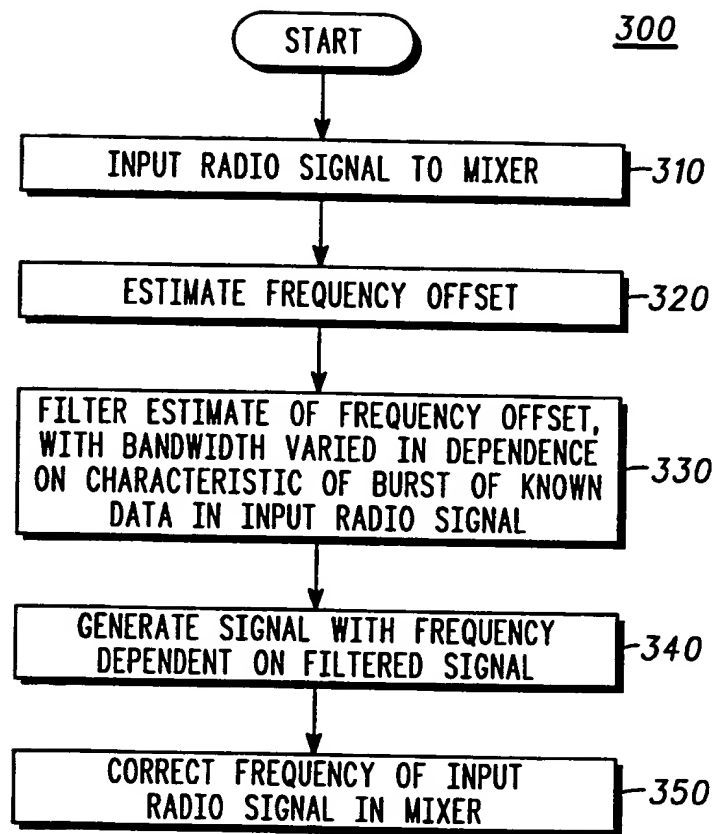 START
300
INPUT RADIO SIGNAL TO MIXER
310
ESTIMATE FREQUENCY OFFSET
320
FILTER ESTIMATE OF FREQUENCY OFFSET,
WITH BANDWIDTH VARIED IN DEPENDENCE
ON CHARACTERISTIC OF BURST OF KNOWN
DATA IN INPUT RADIO SIGNAL
330
GENERATE SIGNAL WITH FREQUENCY
DEPENDENT ON FILTERED SIGNAL
340
CORRECT FREQUENCY OF INPUT
RADIO SIGNAL IN MIXER
350